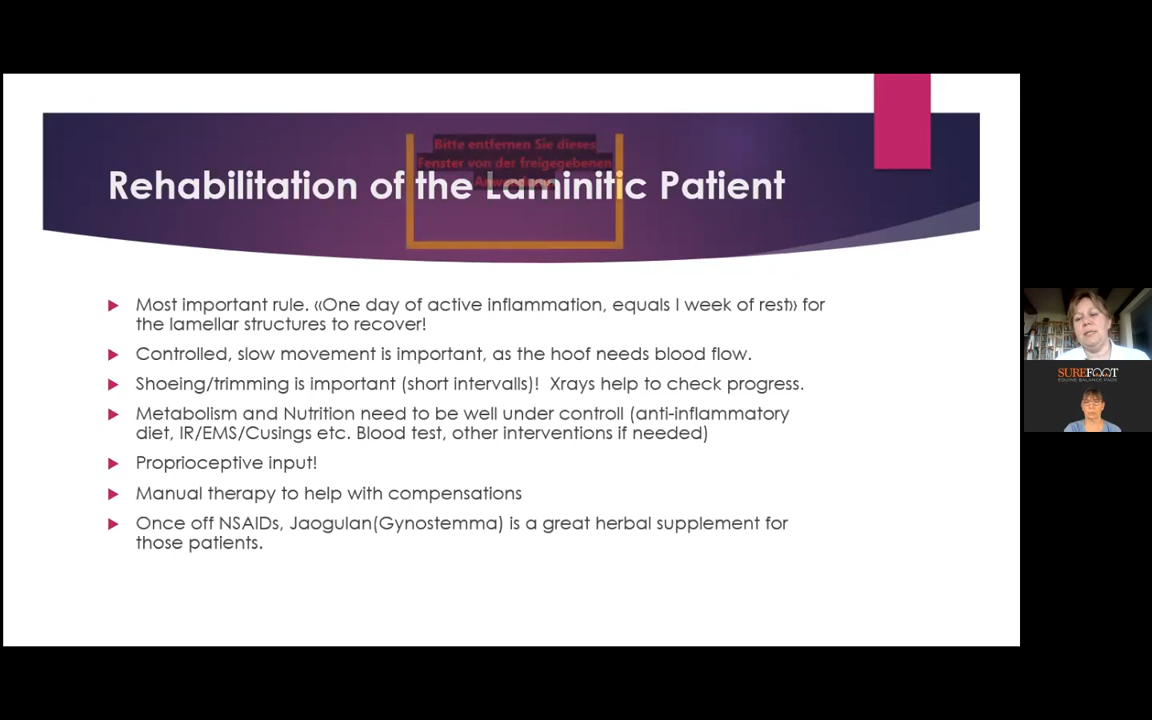 Bitte entfernen Sie dieses
Fenster von der freigegebenen
Rehabilitation of the Laminitic Patient
Most important rule. «One day of active inflammation, equals I week of rest» for
the lamellar structures to recover!
Controlled, slow movement is important, as the hoof needs blood flow.
Shoeing/trimming is important (short intervalls)! Xrays help to check progress.
Metabolism and Nutrition need to be well under controll (anti-inflammatory
diet, IR/EMS/Cusings etc. Blood test, other interventions if needed)
Proprioceptive input!
Manual therapy to help with compensations
Once off NSAIDs, Jaogulan(Gynostemma) is a great herbal supplement for
those patients.
SUREFOOT
EQUINE BALANCE PADS